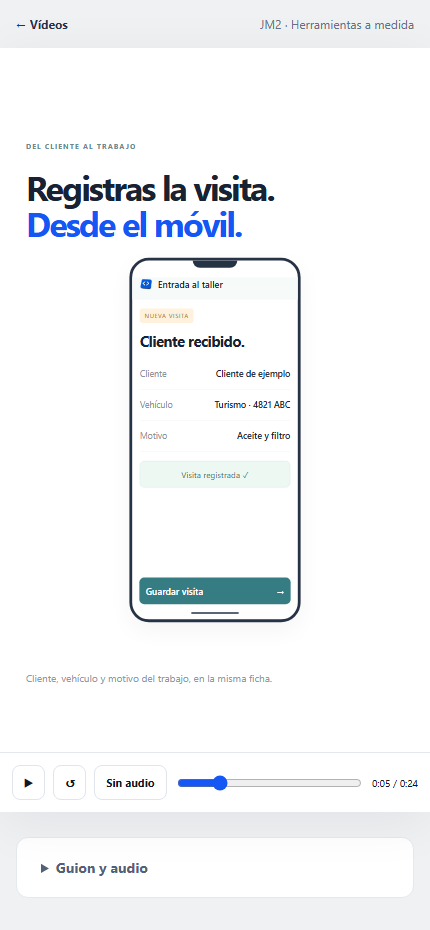 ← Vídeos
JM2 · Herramientas a medida
DEL CLIENTE AL TRABAJO
Registras la visita.
Desde el móvil.
Entrada al taller
NUEVA VISITA
Cliente recibido.
Cliente Cliente de ejemplo
Vehículo Turismo · 4821 ABC
Motivo Aceite y filtro
Visita registrada ✓
Guardar visita →
Cliente, vehículo y motivo del trabajo, en la misma ficha.
▶ ↺ Sin audio 0:05 / 0:24
▶ Guion y audio